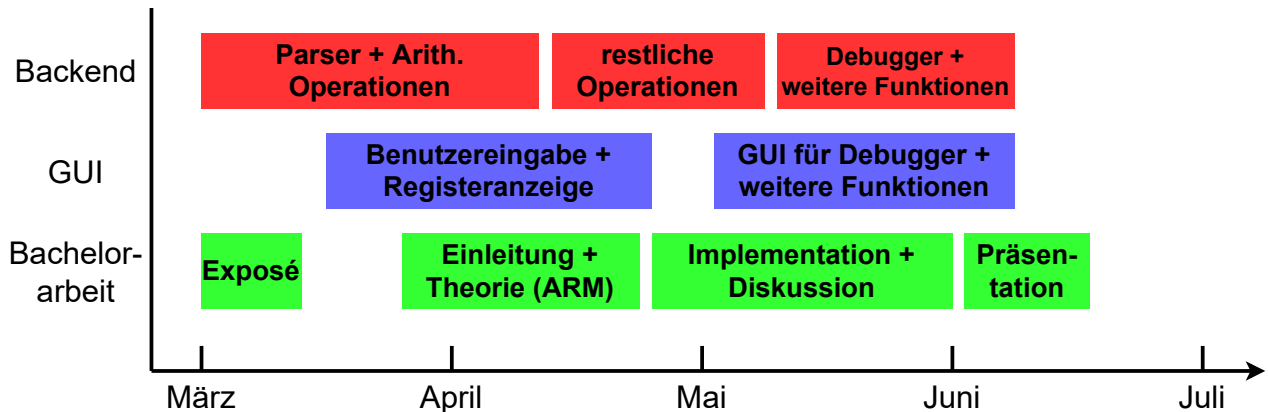 Backend
Parser + Arith.
Operationen
restliche
Operationen
Debugger +
weitere Funktionen
GUI
Benutzereingabe +
Registeranzeige
GUI für Debugger +
weitere Funktionen
Bachelor-
arbeit
Exposé
Einleitung +
Theorie (ARM)
Implementation +
Diskussion
Präsen-
tation
März
April
Mai
Juni
Juli